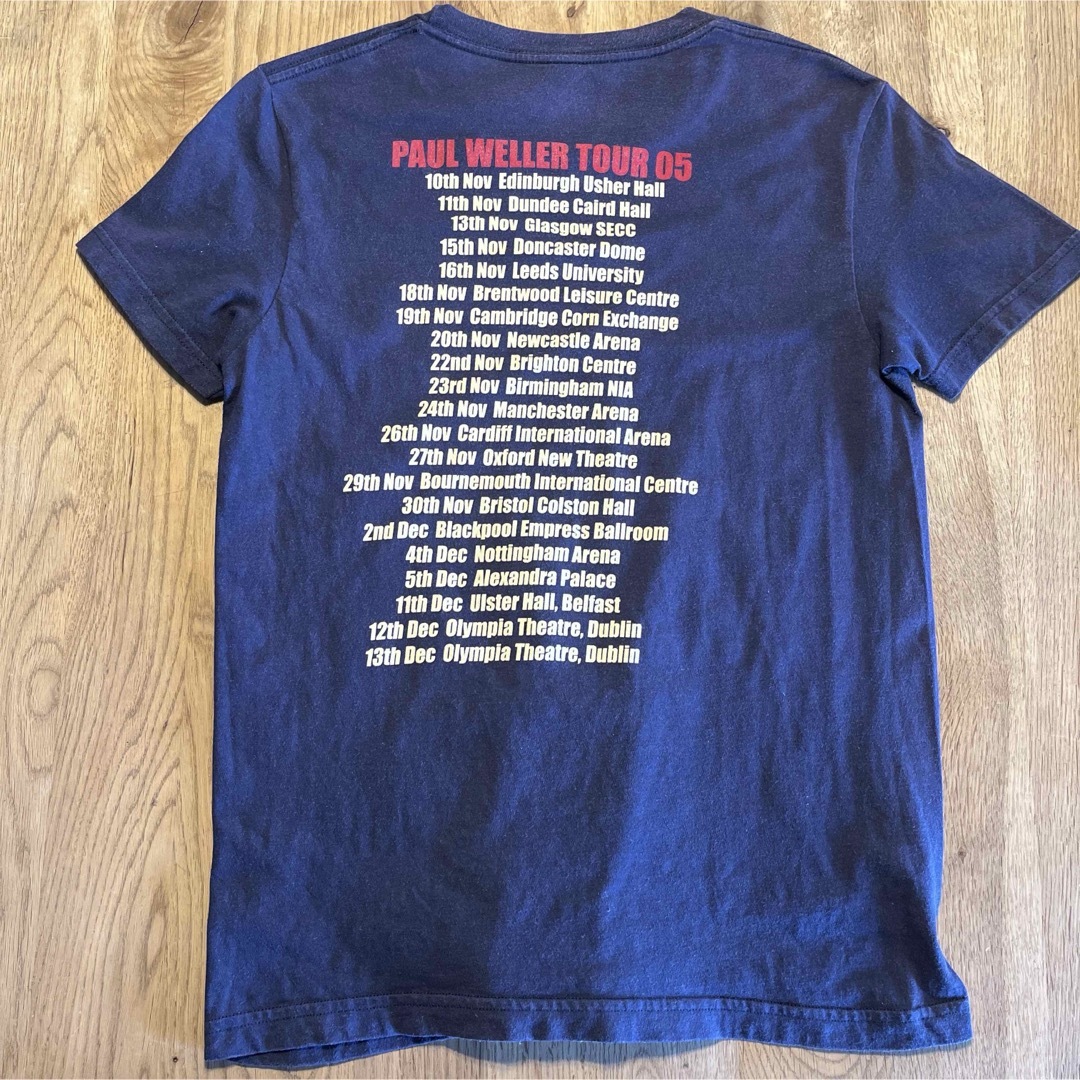 PAUL WELLER TOUR 05
10th Nov Edinburgh Usher Hall
11th Nov Dundee Caird Hall
13th Nov Glasgow SECC
15th Nov Doncaster Dome
16th Nov Leeds University
18th Nov Brentwood Leisure Centre
19th Nov Cambridge Corn Exchange
20th Nov Newcastle Arena
22nd Nov Brighton Centre
23rd Nov Birmingham NIA
24th Nov Manchester Arena
26th Nov Cardiff International Arena
27th Nov Oxford New Theatre
29th Nov Bournemouth International Centre
30th Nov Bristol Colston Hall
2nd Dec Blackpool Empress Ballroom
4th Dec Nottingham Arena
5th Dec Alexandra Palace
11th Dec Ulster Hall, Belfast
12th Dec Olympia Theatre, Dublin
13th Dec Olympia Theatre, Dublin